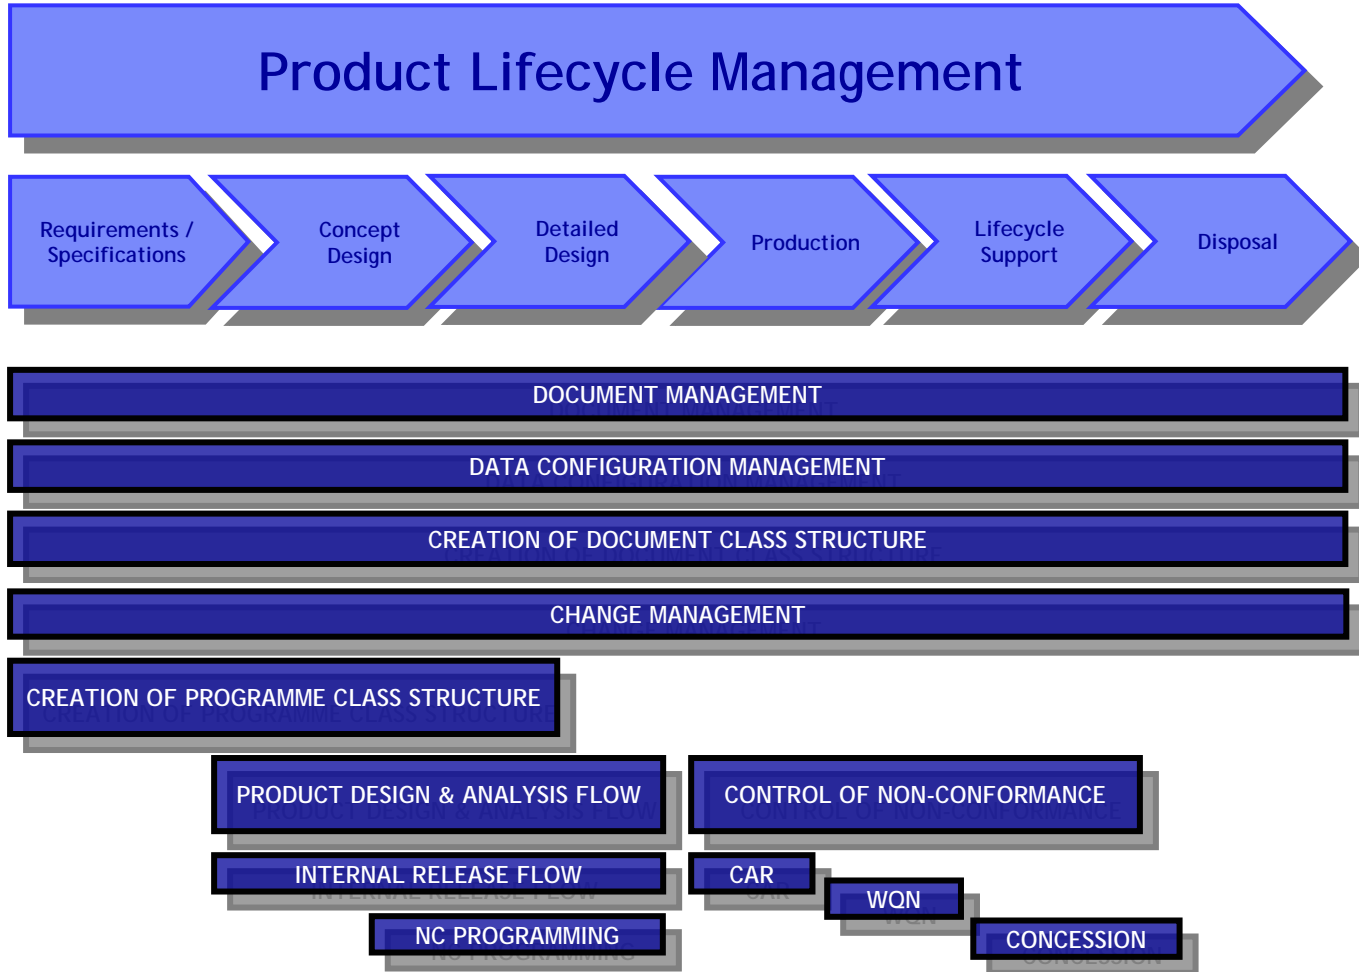 Product Lifecycle Management
Requirements /
Specifications
Concept
Design
Detailed
Design
Production
Lifecycle
Support
Disposal
DOCUMENT MANAGEMENT
DATA CONFIGURATION MANAGEMENT
CREATION OF DOCUMENT CLASS STRUCTURE
CHANGE MANAGEMENT
CREATION OF PROGRAMME CLASS STRUCTURE
PRODUCT DESIGN & ANALYSIS FLOW
CONTROL OF NON-CONFORMANCE
INTERNAL RELEASE FLOW
CAR
WQN
NC PROGRAMMING
CONCESSION